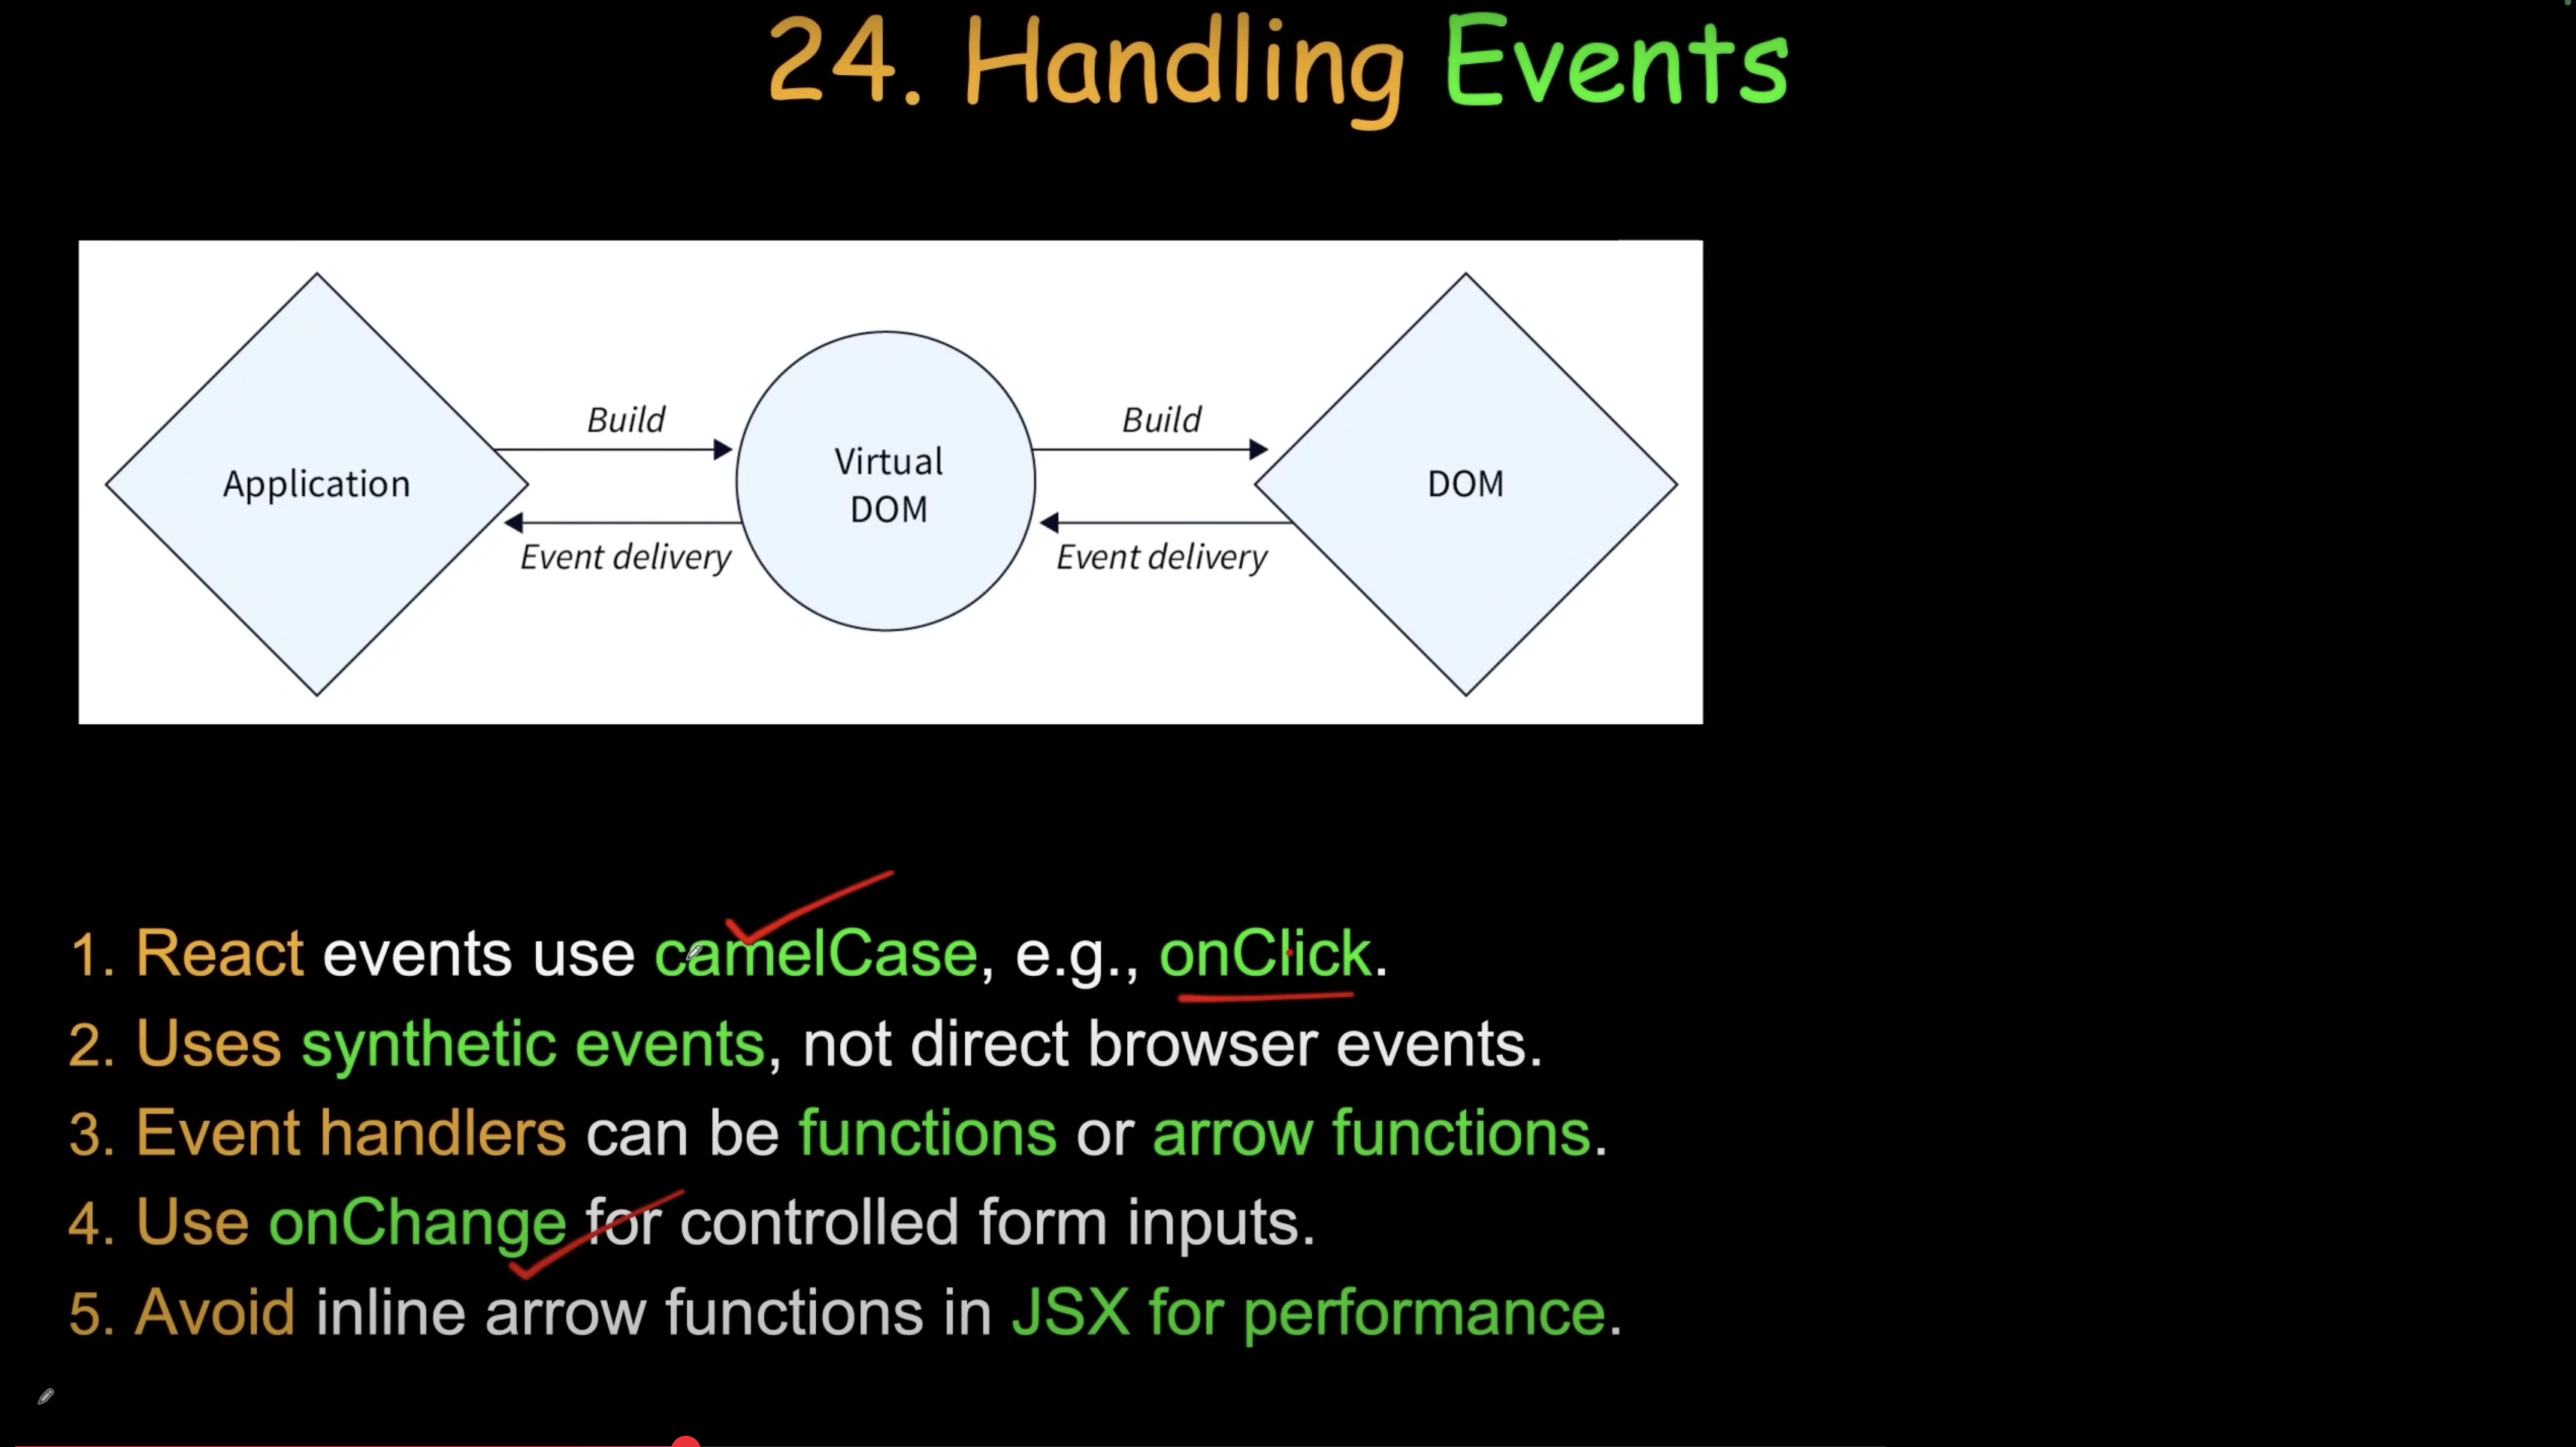 24. Handling Events
Build
Build
Application
Virtual
DOM
DOM
Event delivery
Event delivery
1. React events use camelCase, e.g., onClick.
2. Uses synthetic events, not direct browser events.
3. Event handlers can be functions or arrow functions.
4. Use onChange for controlled form inputs.
5. Avoid inline arrow functions in JSX for performance.